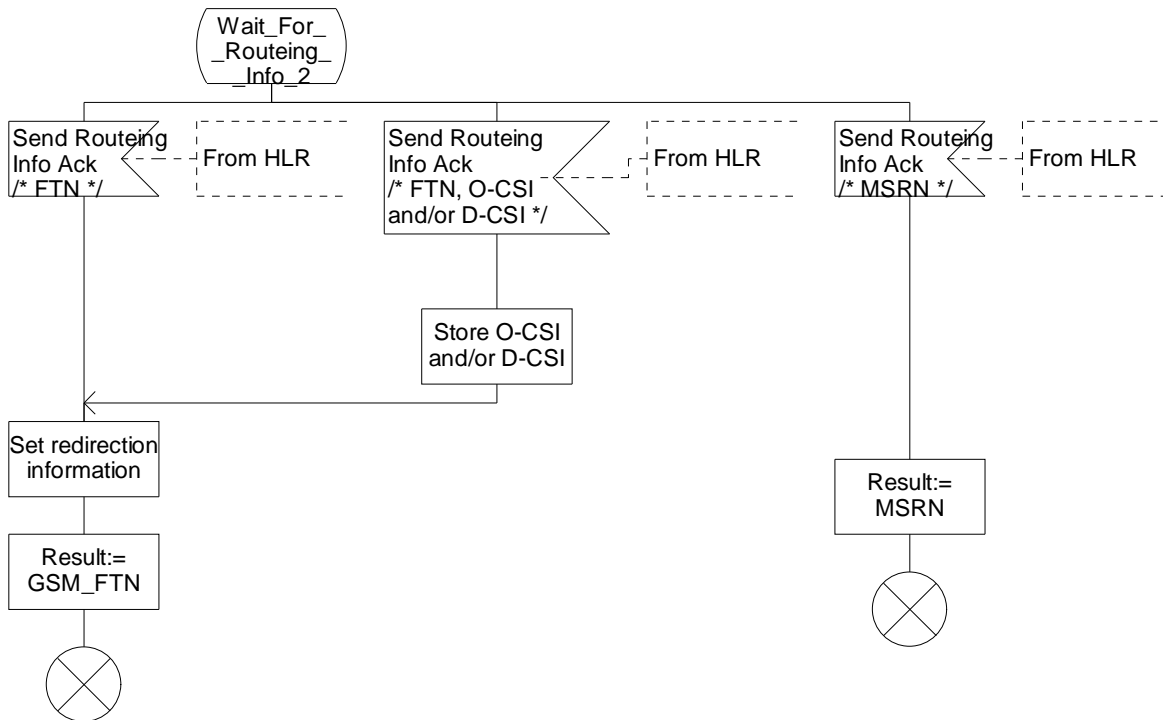 Wait_For_
_Routeing_
_Info_2
Send Routeing
Info Ack
/* FTN */
From HLR
Send Routeing
Info Ack
/* FTN, O-CSI
and/or D-CSI */
From HLR
Send Routeing
Info Ack
/* MSRN */
From HLR
Store O-CSI
and/or D-CSI
Set redirection
information
Result:=
MSRN
Result:=
GSM_FTN